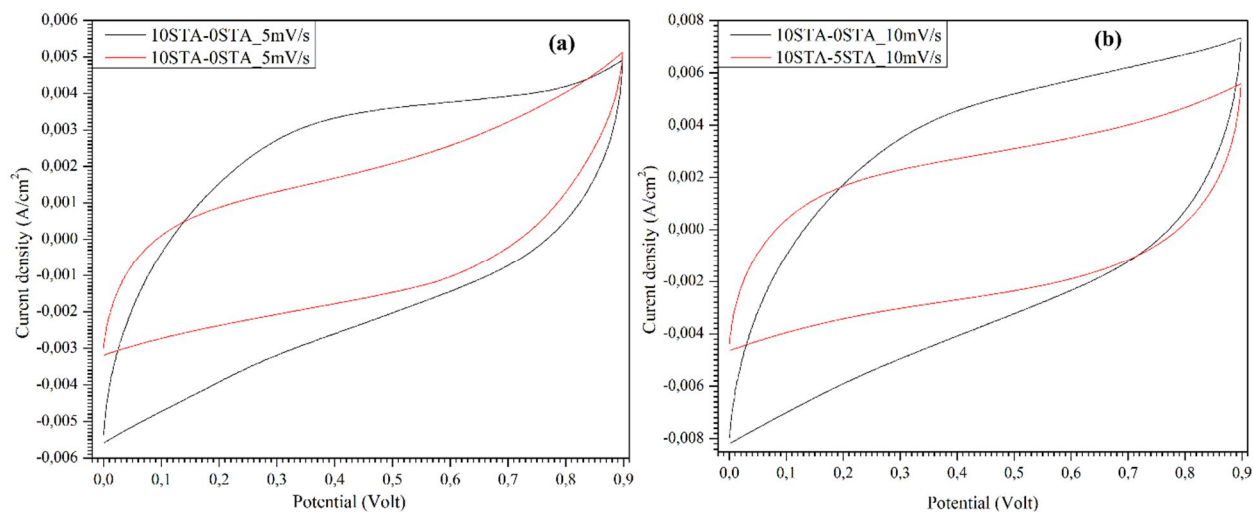 0,006
0,005
0,004
0,003
0,002
0,001
0,000
-0,001
-0,002
-0,003
-0,004
-0,005
-0,006
Curent density (A/cm²)
10STA-0STA_5mV/s
10STA-0STA_5mV/s
(a)
0,0 0,1 0,2 0,3 0,4 0,5 0,6 0,7 0,8 0,9
Potential (Volt)
0,008
0,006
0,004
0,002
0,000
-0,002
-0,004
-0,006
-0,008
Curent density (A/cm²)
10STA-0STA_10mV/s
10STA-5STA_10mV/s
(b)
0,0 0,1 0,2 0,3 0,4 0,5 0,6 0,7 0,8 0,9
Potential (Volt)